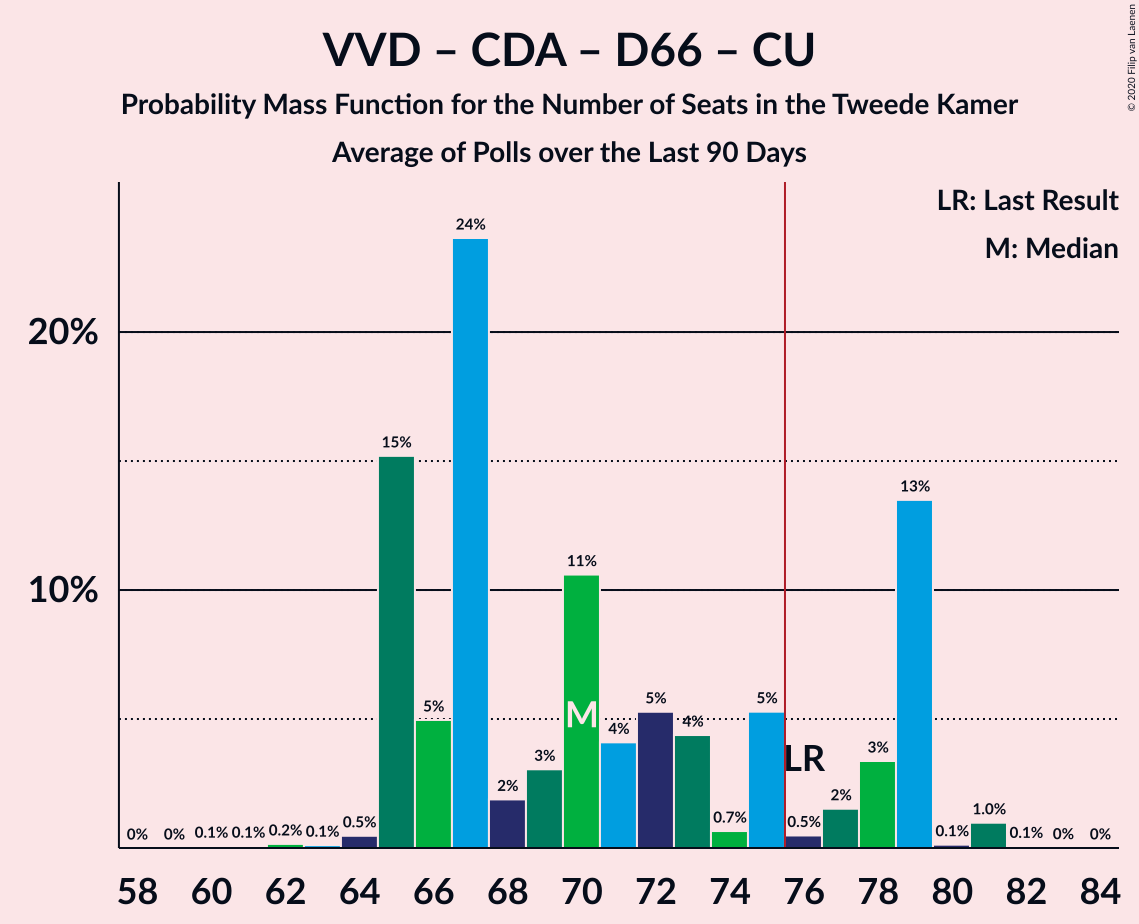 VVD – CDA – D66 – CU
Probability Mass Function for the Number of Seats in the Tweede Kamer
Average of Polls over the Last 90 Days
© 2020 Filip van Laenen
LR: Last Result
M: Median
20%
10%
0% 0% 0.1% 0.1% 0.2% 0.1% 0.5% 15% 5% 24% 2% 3% 11% 4% 5% 4% 0.7% 5% 0.5% 2% 3% 13% 0.1% 1.0% 0.1% 0% 0%
M
LR
58 60 62 64 66 68 70 72 74 76 78 80 82 84